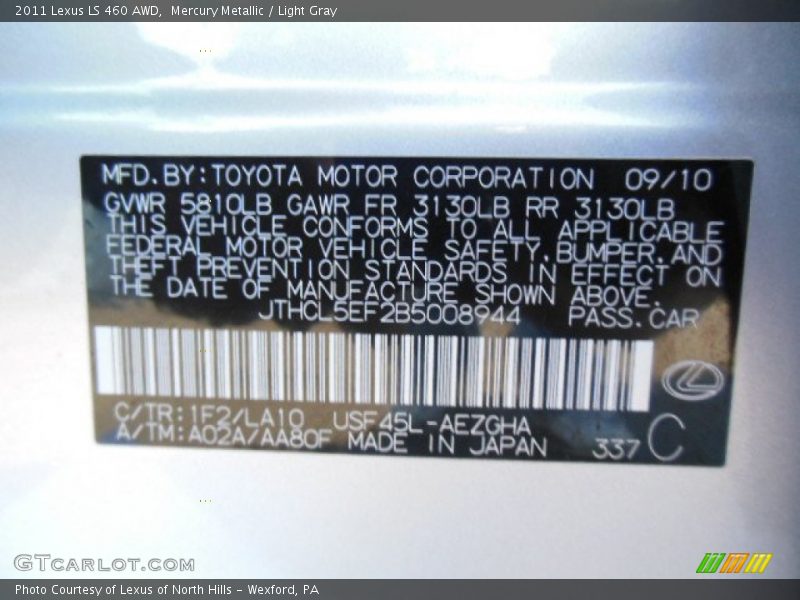 2011 Lexus LS 460 AWD, Mercury Metallic / Light Gray
MFD.BY:TOYOTA MOTOR CORPORATION 09/10
GVWR 5810LB GAWR FR 3130LB RR 3130LB
THIS VEHICLE CONFORMS TO ALL APPLICABLE
FEDERAL MOTOR VEHICLE SAFETY,BUMPER,AND
THEFT PREVENTION STANDARDS IN EFFECT ON
THE DATE OF MANUFACTURE SHOWN ABOVE.
JTHCL5EF2B5008944 PASS.CAR
C/TR:1F2/LA10 USF45L-AEZGHA
A/TM:A02A/AA80F MADE IN JAPAN 337 C
GTCARLOT.COM
Photo Courtesy of Lexus of North Hills - Wexford, PA